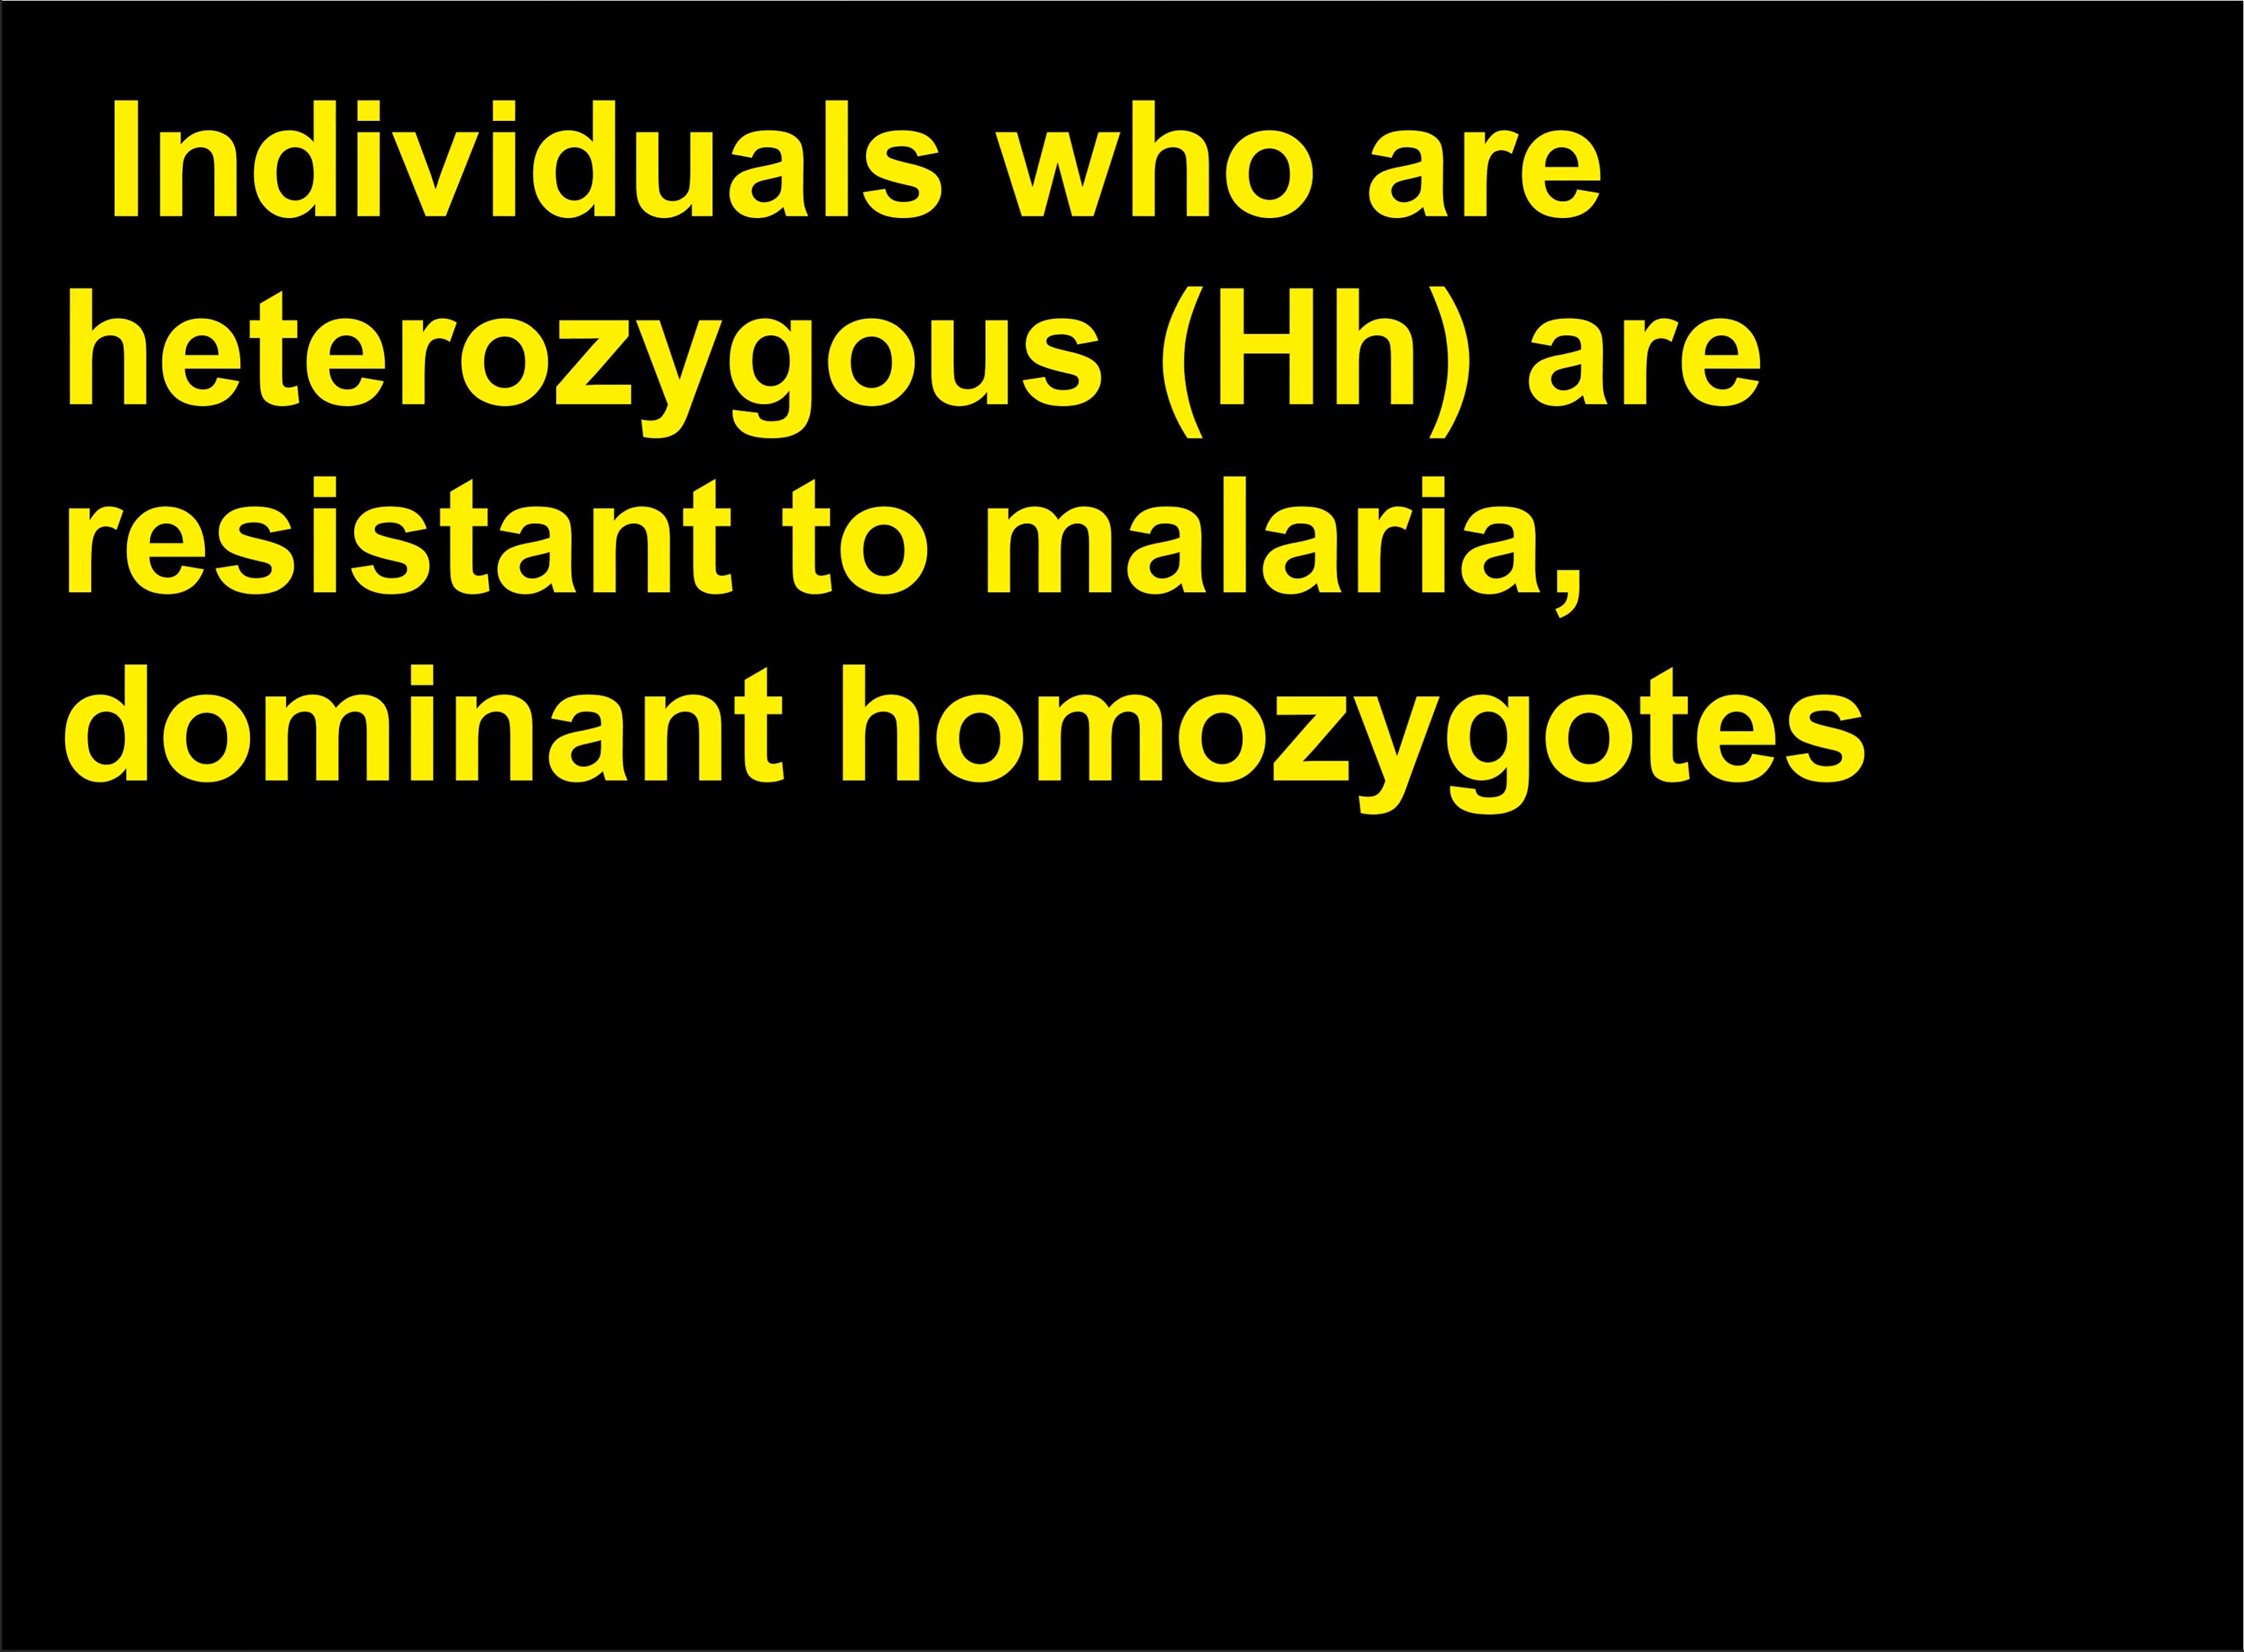 Individuals who are
heterozygous (Hh) are
resistant to malaria,
dominant homozygotes